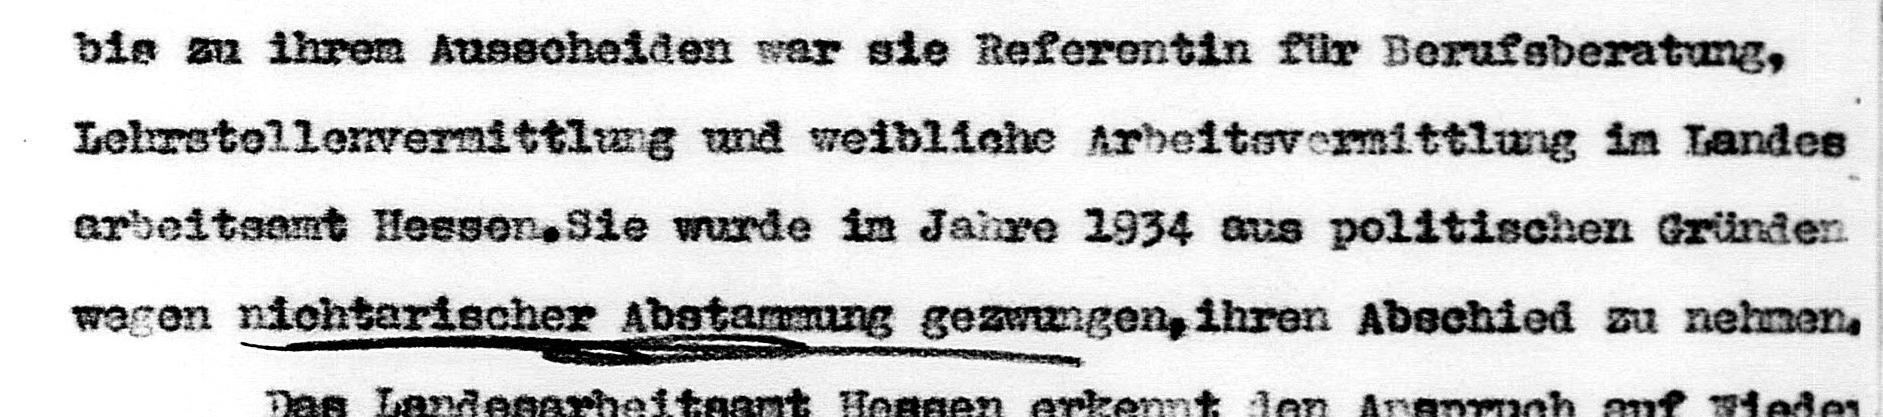 bis zu ihrem Ausscheiden war sie Referentin für Berufsberatung,
Lehrstellenvermittlung und weibliche Arbeitsvermittlung im Landes
arbeitsamt Hessen.Sie wurde im Jahre 1934 aus politischen Gründen
wegen nichtarischer Abstammung gezwungen,ihren Abschied zu nehmen.
Das Landesarbeitsamt Hessen erkennt den Anspruch auf